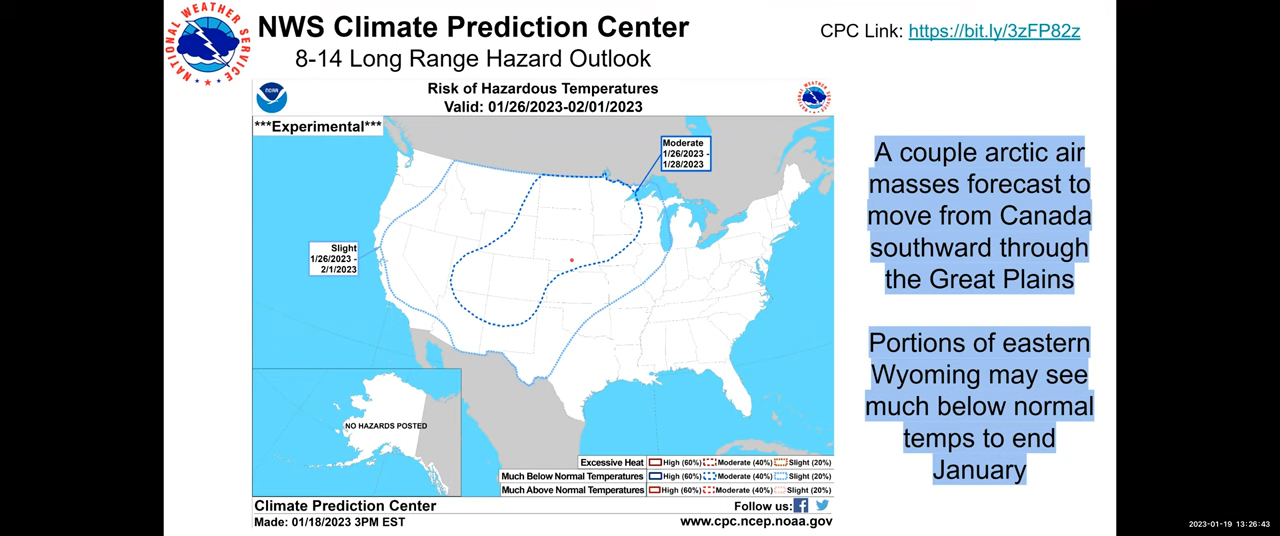 NATIONAL WEATHER SERVICE
NWS Climate Prediction Center
8-14 Long Range Hazard Outlook
CPC Link: https://bit.ly/3zFP82z
NOAA
Risk of Hazardous Temperatures
Valid: 01/26/2023-02/01/2023
***Experimental***
Moderate
1/26/2023 -
1/28/2023
Slight
1/26/2023 -
2/1/2023
NO HAZARDS POSTED
Excessive Heat High (60%) Moderate (40%) Slight (20%)
Much Below Normal Temperatures High (60%) Moderate (40%) Slight (20%)
Much Above Normal Temperatures High (60%) Moderate (40%) Slight (20%)
Climate Prediction Center
Made: 01/18/2023 3PM EST
Follow us:
www.cpc.ncep.noaa.gov
A couple arctic air
masses forecast to
move from Canada
southward through
the Great Plains
Portions of eastern
Wyoming may see
much below normal
temps to end
January
2023-01-19 13:26:43